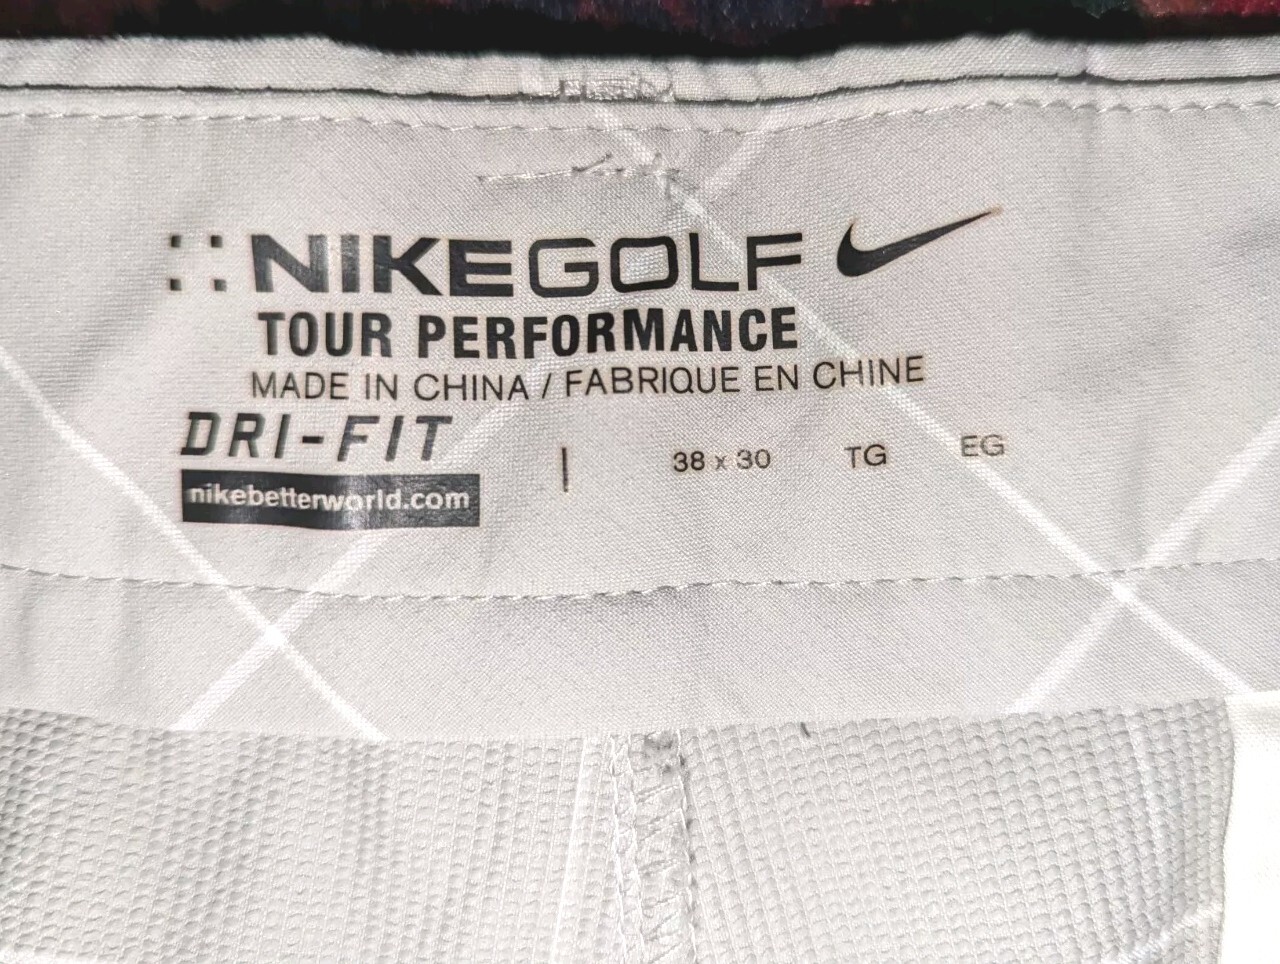 NIKEGOLF
TOUR PERFORMANCE
MADE IN CHINA / FABRIQUE EN CHINE
DRI-FIT
| 38 x 30 TG EG
nikebetterworld.com